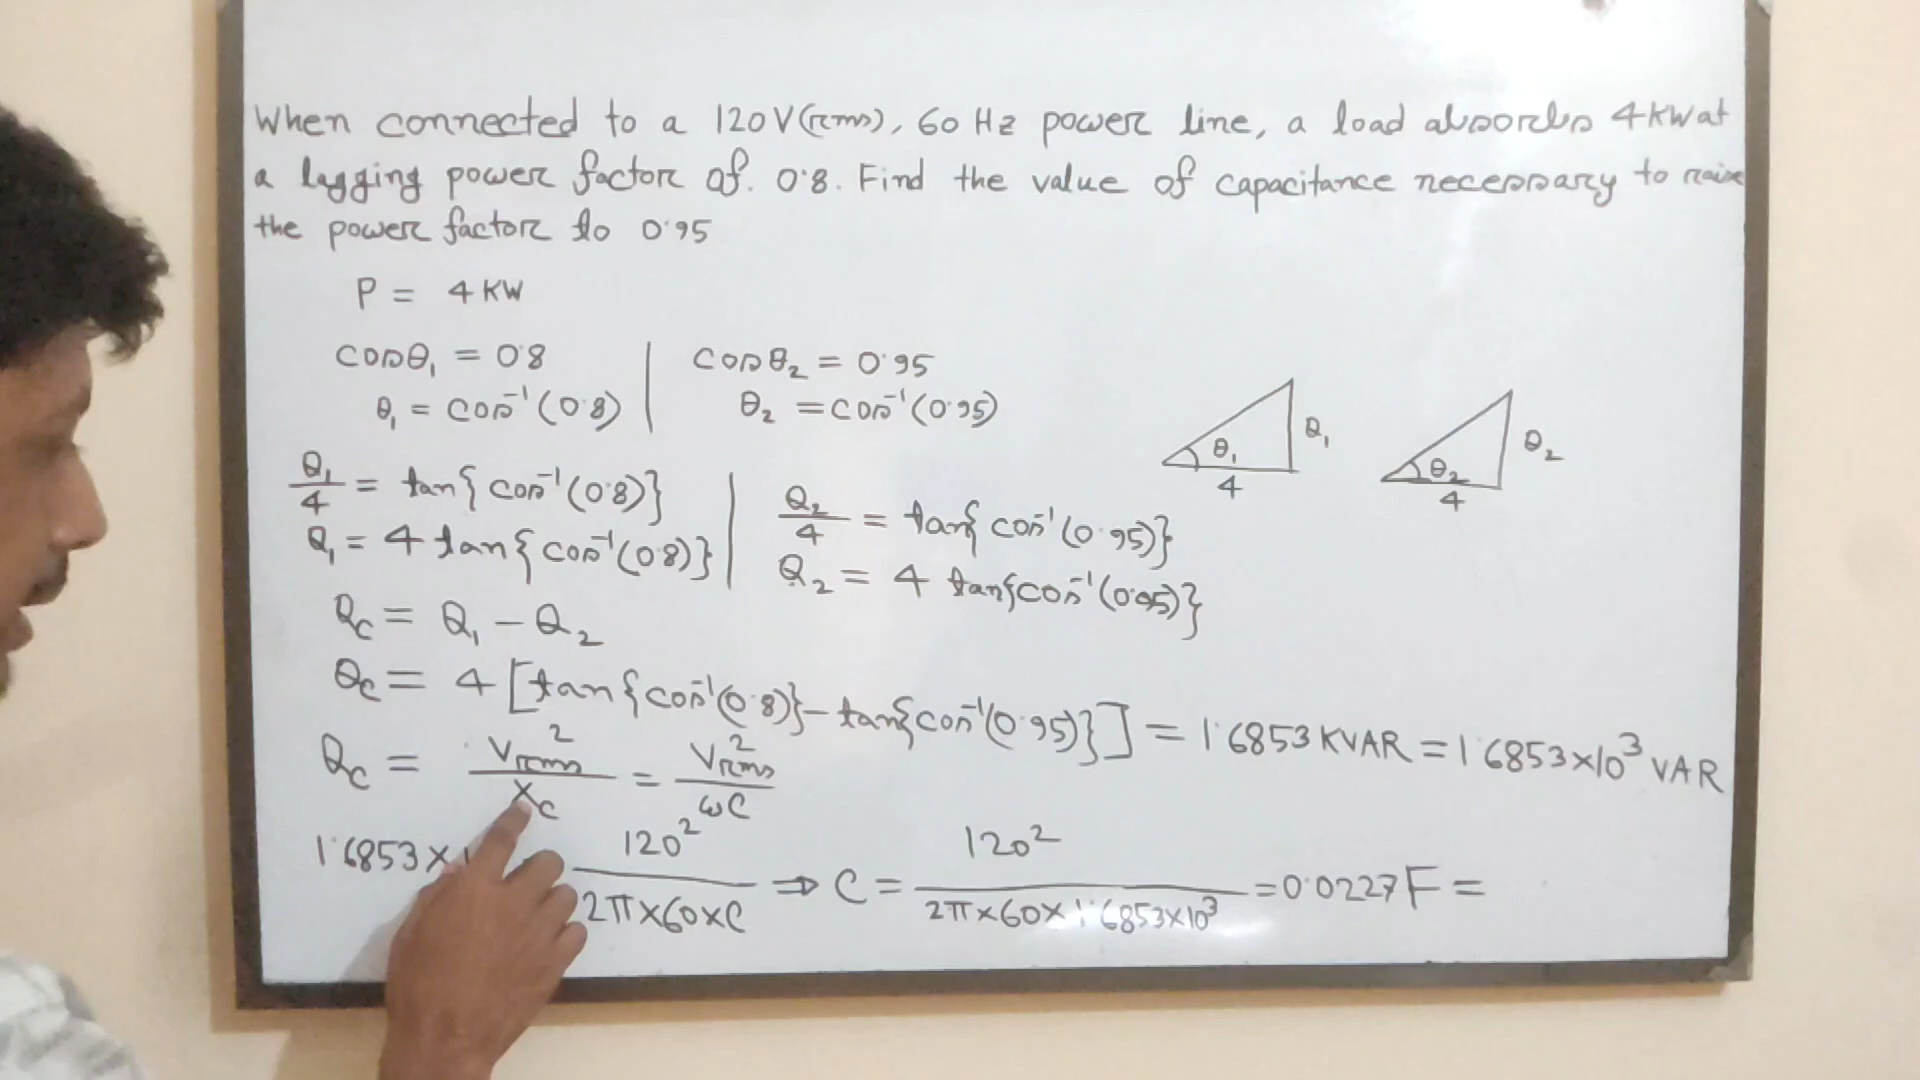 When connected to a 120V(rms), 60 Hz power line, a load absorbs 4kW at
a lagging power factor of. 0.8. Find the value of capacitance necessary to raise
the power factor to 0.95
P = 4 KW
cosθ₁ = 0.8 | cosθ₂ = 0.95
θ₁ = cos⁻¹(0.8) | θ₂ = cos⁻¹(0.95)
θ₁ Q₁ 4
θ₂ Q₂ 4
Q₁/4 = tan{cos⁻¹(0.8)} | Q₂/4 = tan{cos⁻¹(0.95)}
Q₁ = 4 tan{cos⁻¹(0.8)} | Q₂ = 4 tan{cos⁻¹(0.95)}
Qc = Q₁ - Q₂
Qc = 4 [tan{cos⁻¹(0.8)} - tan{cos⁻¹(0.95)}] = 1.6853 KVAR = 1.6853×10³ VAR
Qc = Vrms²/Xc = Vrms²/ωC
1.6853× 120²/2π×60×C ⇒ C = 120²/2π×60×1.6853×10³ = 0.0227F =